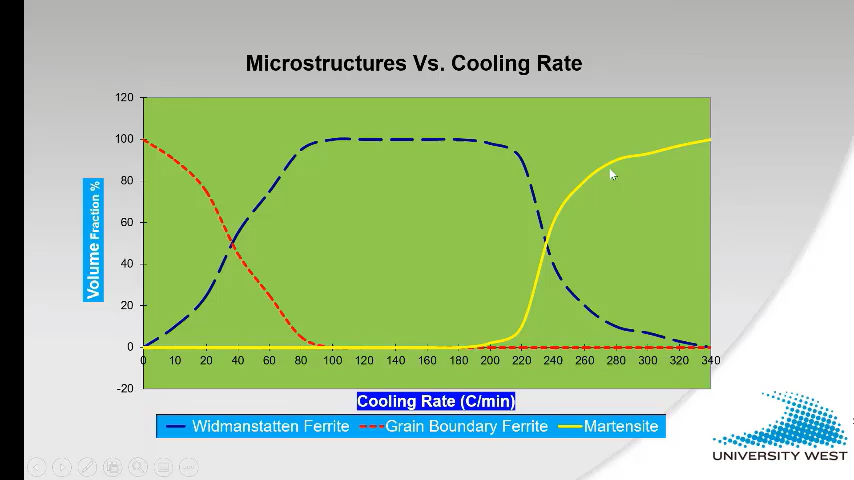 Microstructures Vs. Cooling Rate
120
100
80
60
40
20
0
-20
Volume Fraction %
0 10 20 40 60 80 100 120 140 160 180 200 220 240 260 280 300 320 340
Cooling Rate (C/min)
Widmanstatten Ferrite Grain Boundary Ferrite Martensite
UNIVERSITY WEST